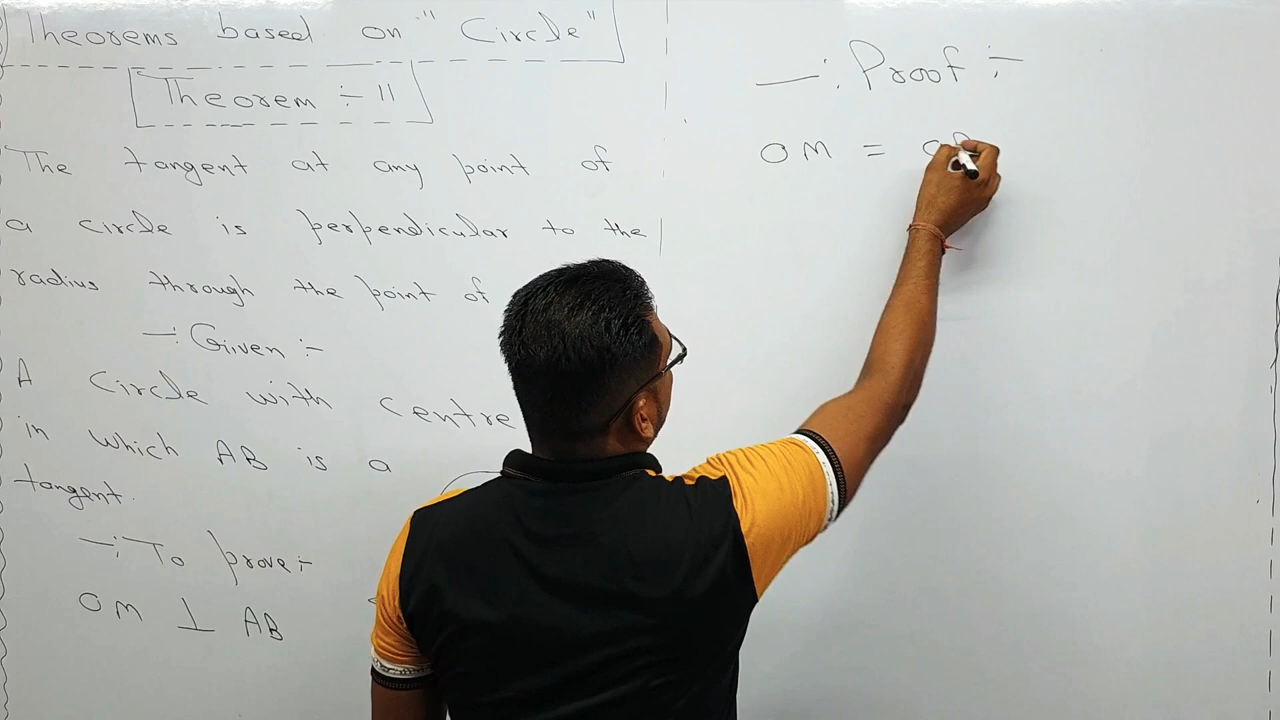 Theorems based on "Circle"
Theorem :- 11
The tangent at any point of
a circle is perpendicular to the
radius through the point of
-: Given :-
A Circle with centre
in which AB is a
tangent.
-: To prove :-
OM ⊥ AB
-: Proof :-
OM =